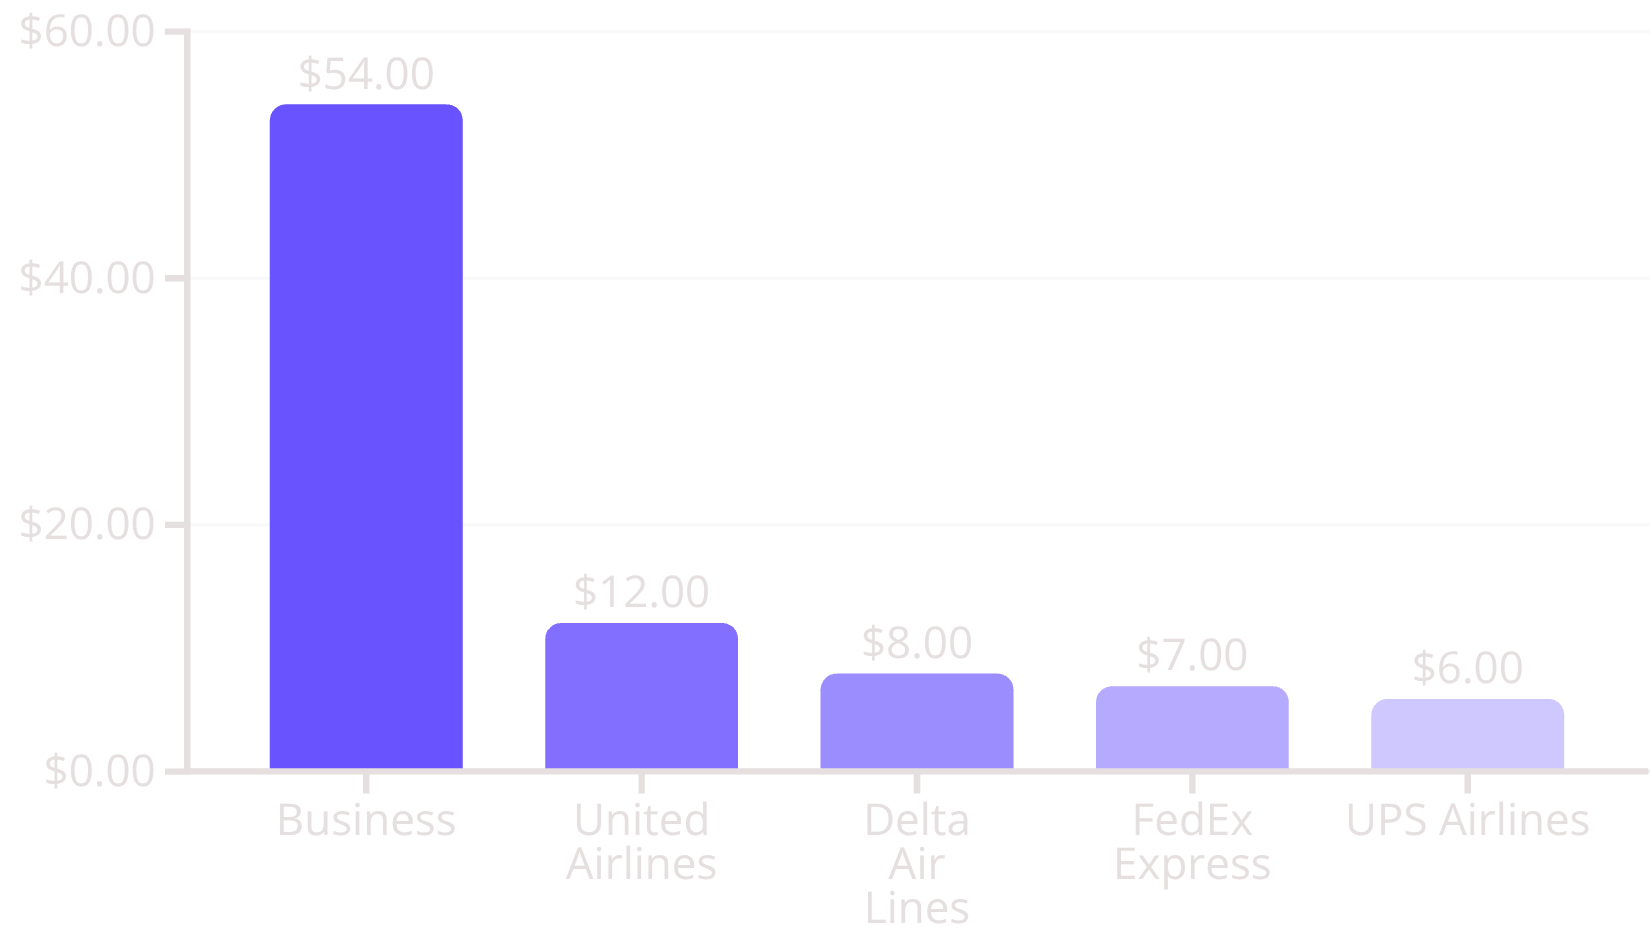 $60.00
$54.00
$40.00
$20.00
$12.00
$8.00
$7.00
$6.00
$0.00
Business
United
Airlines
Delta
Air
Lines
FedEx
Express
UPS Airlines